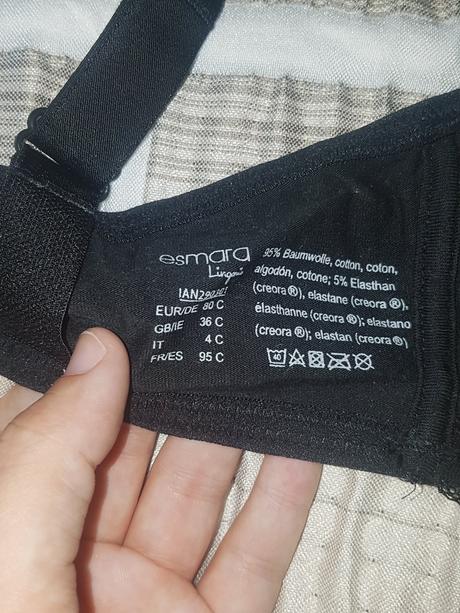 esmara
Lingerie
EUR/DE 80 C
GB/IE 36 C
IT 4 C
FR/ES 95 C
95% Baumwolle, cotton, coton,
algodón, cotone; 5% Elasthan
(creora ®), elastane (creora ®),
élasthanne (creora ®); elastano
(creora ®); elastan (creora ®)
40